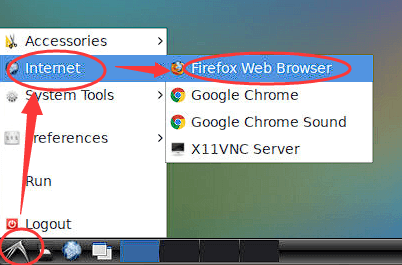 Accessories
Internet
System Tools
Preferences
Run
Logout
Firefox Web Browser
Google Chrome
Google Chrome Sound
X11VNC Server